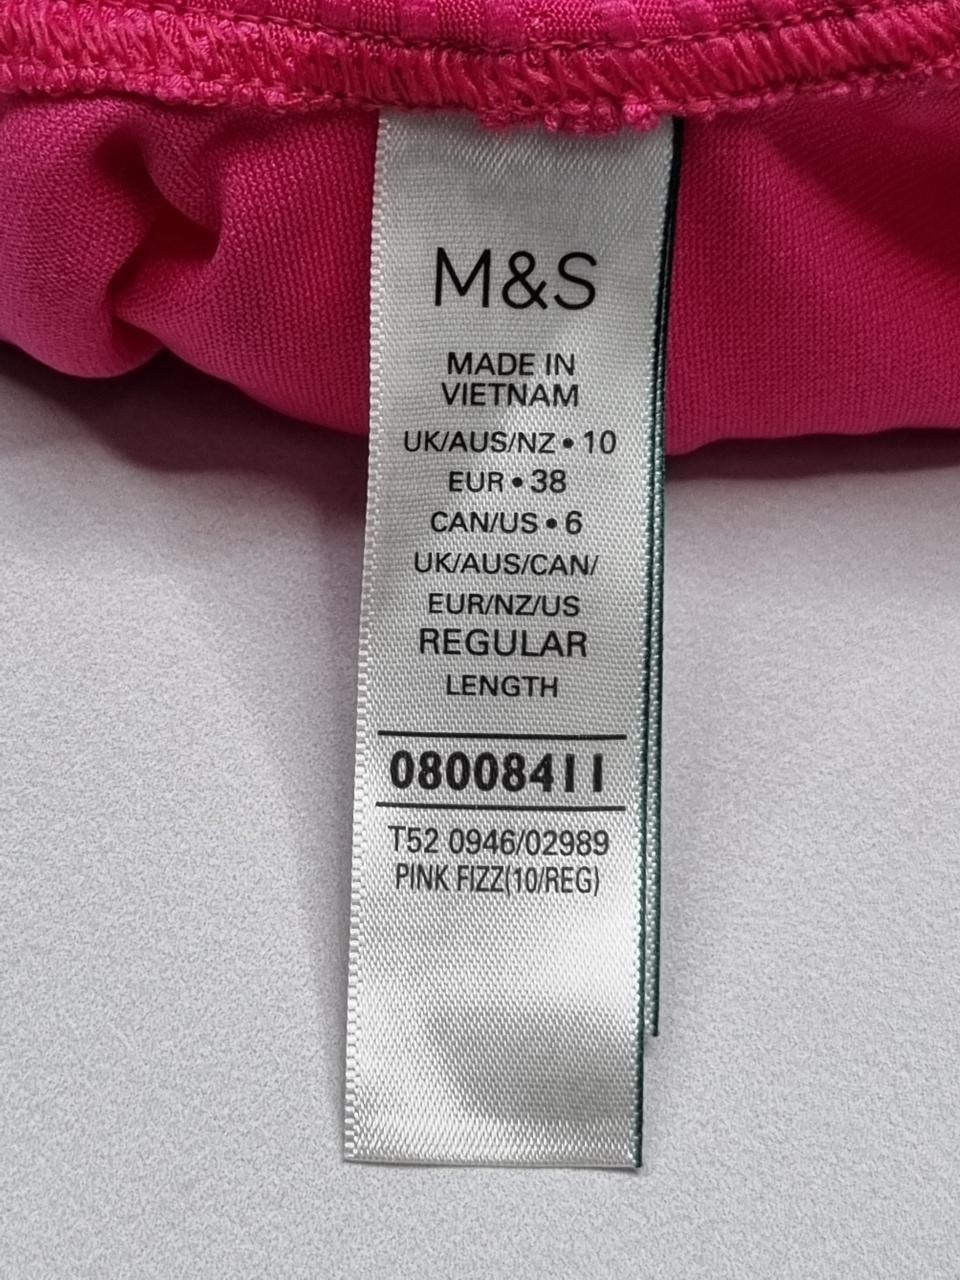 M&S
MADE IN
VIETNAM
UK/AUS/NZ • 10
EUR • 38
CAN/US • 6
UK/AUS/CAN/
EUR/NZ/US
REGULAR
LENGTH
08008411
T52 0946/02989
PINK FIZZ(10/REG)